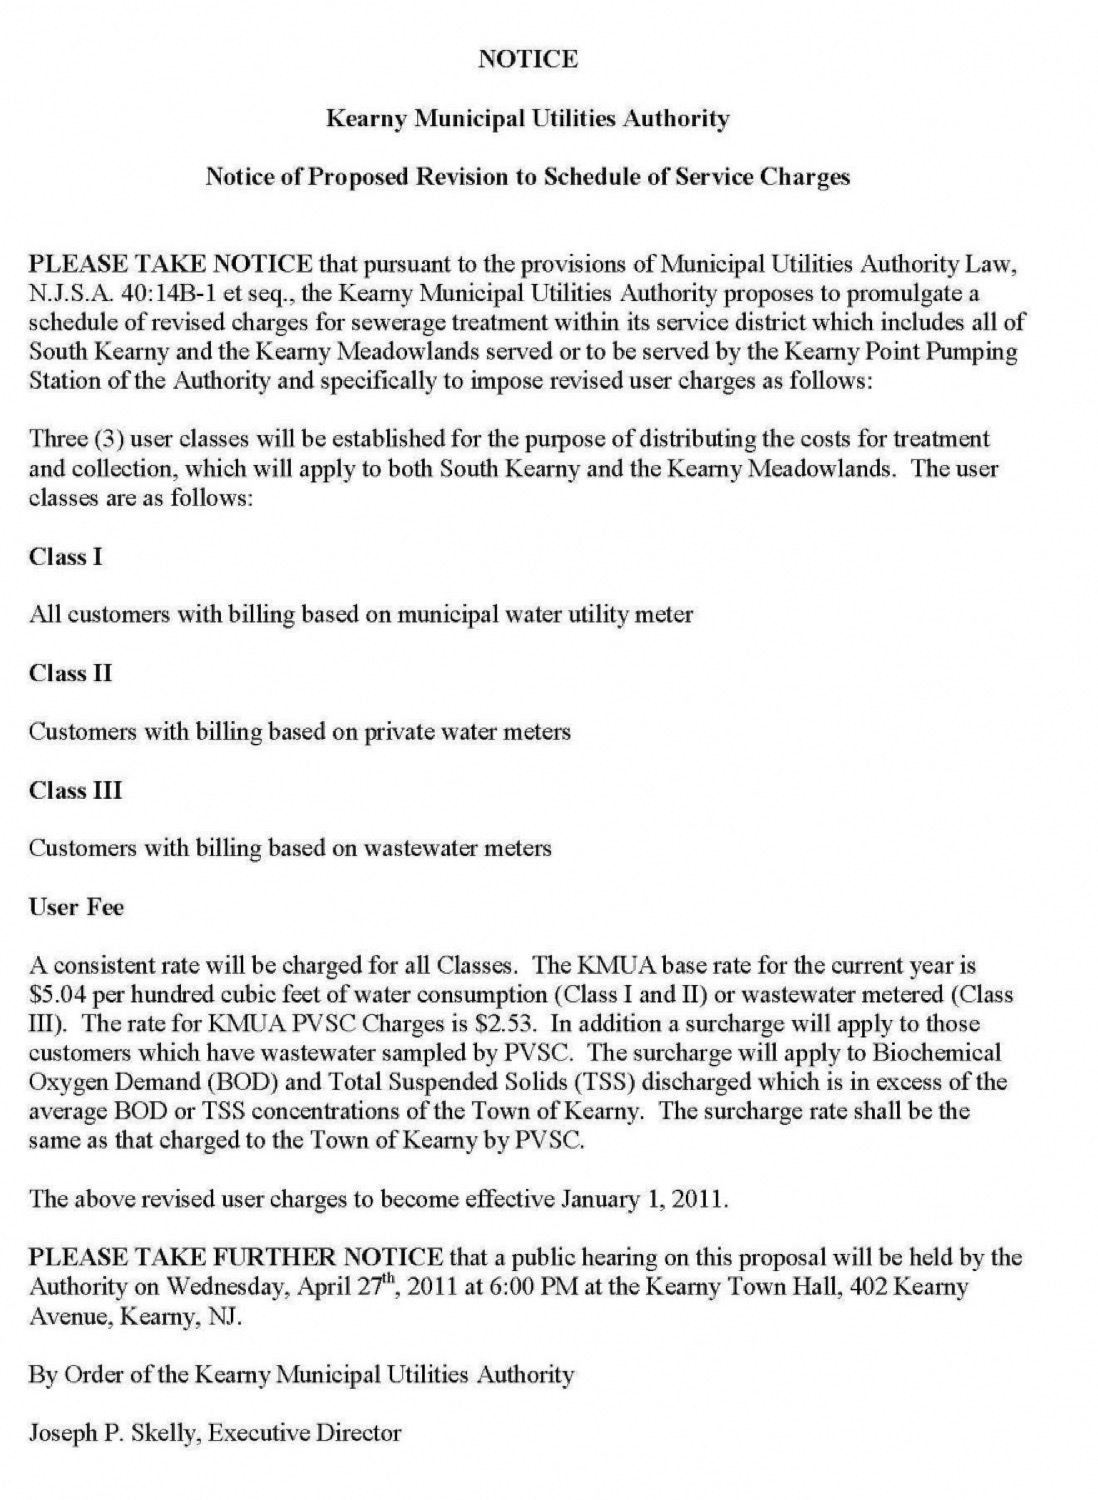 NOTICE
Kearny Municipal Utilities Authority
Notice of Proposed Revision to Schedule of Service Charges
PLEASE TAKE NOTICE that pursuant to the provisions of Municipal Utilities Authority Law,
N.J.S.A. 40:14B-1 et seq., the Kearny Municipal Utilities Authority proposes to promulgate a
schedule of revised charges for sewerage treatment within its service district which includes all of
South Kearny and the Kearny Meadowlands served or to be served by the Kearny Point Pumping
Station of the Authority and specifically to impose revised user charges as follows:
Three (3) user classes will be established for the purpose of distributing the costs for treatment
and collection, which will apply to both South Kearny and the Kearny Meadowlands. The user
classes are as follows:
Class I
All customers with billing based on municipal water utility meter
Class II
Customers with billing based on private water meters
Class III
Customers with billing based on wastewater meters
User Fee
A consistent rate will be charged for all Classes. The KMUA base rate for the current year is
$5.04 per hundred cubic feet of water consumption (Class I and II) or wastewater metered (Class
III). The rate for KMUA PVSC Charges is $2.53. In addition a surcharge will apply to those
customers which have wastewater sampled by PVSC. The surcharge will apply to Biochemical
Oxygen Demand (BOD) and Total Suspended Solids (TSS) discharged which is in excess of the
average BOD or TSS concentrations of the Town of Kearny. The surcharge rate shall be the
same as that charged to the Town of Kearny by PVSC.
The above revised user charges to become effective January 1, 2011.
PLEASE TAKE FURTHER NOTICE that a public hearing on this proposal will be held by the
Authority on Wednesday, April 27th, 2011 at 6:00 PM at the Kearny Town Hall, 402 Kearny
Avenue, Kearny, NJ.
By Order of the Kearny Municipal Utilities Authority
Joseph P. Skelly, Executive Director